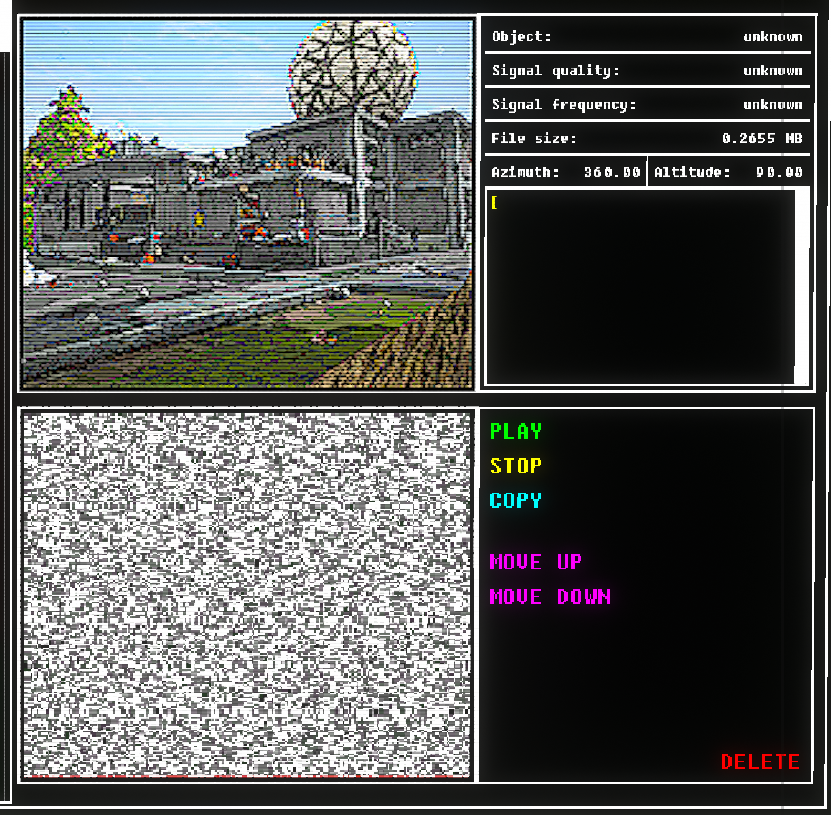 Object: unknown
Signal quality: unknown
Signal frequency: unknown
File size: 0.2655 MB
Azimuth: 360.00 Altitude: 90.00
[
PLAY
STOP
COPY
MOVE UP
MOVE DOWN
DELETE